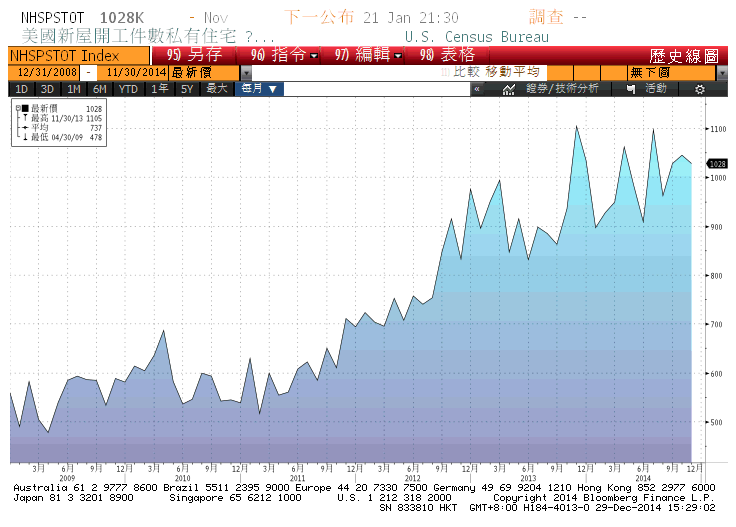 NHSPSTOT 1028K - Nov 下一公布 21 Jan 21:30 調查 --
美國新屋開工件數私有住宅 ?... U.S. Census Bureau
NHSPSTOT Index 95) 另存 96) 指令 97) 編輯 98) 表格 歷史線圖
12/31/2008 - 11/30/2014 最新價 比較 移動平均 無下圖
1D 3D 1M 6M YTD 1年 5Y 最大 每月 ▼ « 證券/技術分析 活動
最新價 1028
最高 11/30/13 1105
平均 737
最低 04/30/09 478
1100
1028
1000
900
800
700
600
500
3月 6月 9月 12月 3月 6月 9月 12月 3月 6月 9月 12月 3月 6月 9月 12月 3月 6月 9月 12月 3月 6月 9月 12月
2009 2010 2011 2012 2013 2014
Australia 61 2 9777 8600 Brazil 5511 2395 9000 Europe 44 20 7330 7500 Germany 49 69 9204 1210 Hong Kong 852 2977 6000
Japan 81 3 3201 8900 Singapore 65 6212 1000 U.S. 1 212 318 2000 Copyright 2014 Bloomberg Finance L.P.
SN 833810 HKT GMT+8:00 H184-4013-0 29-Dec-2014 15:29:02